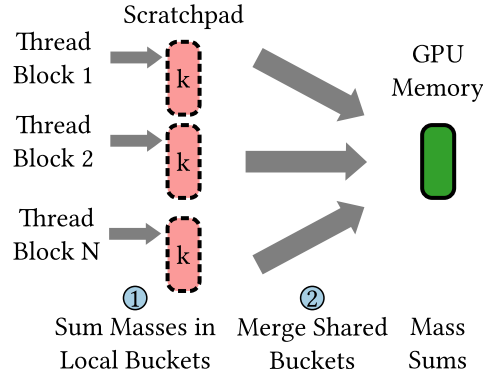 Scratchpad
Thread
Block 1
k
GPU
Memory
Thread
Block 2
k
Thread
Block N
k
1
Sum Masses in
Local Buckets
2
Merge Shared
Buckets
Mass
Sums